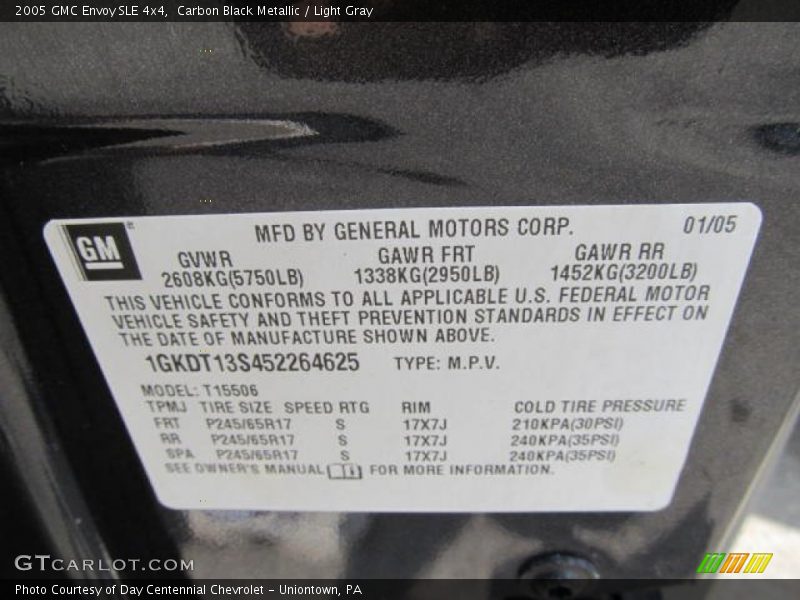 2005 GMC Envoy SLE 4x4,  Carbon Black Metallic / Light Gray
GM
MFD BY GENERAL MOTORS CORP. 01/05
GVWR GAWR FRT GAWR RR
2608KG(5750LB) 1338KG(2950LB) 1452KG(3200LB)
THIS VEHICLE CONFORMS TO ALL APPLICABLE U.S. FEDERAL MOTOR
VEHICLE SAFETY AND THEFT PREVENTION STANDARDS IN EFFECT ON
THE DATE OF MANUFACTURE SHOWN ABOVE.
1GKDT13S452264625 TYPE: M.P.V.
MODEL: T15506
TPMJ TIRE SIZE SPEED RTG RIM COLD TIRE PRESSURE
FRT P245/65R17 S 17X7J 210KPA(30PSI)
RR P245/65R17 S 17X7J 240KPA(35PSI)
SPA P245/65R17 S 17X7J 240KPA(35PSI)
SEE OWNER'S MANUAL FOR MORE INFORMATION.
GTCARLOT.COM
Photo Courtesy of Day Centennial Chevrolet - Uniontown, PA